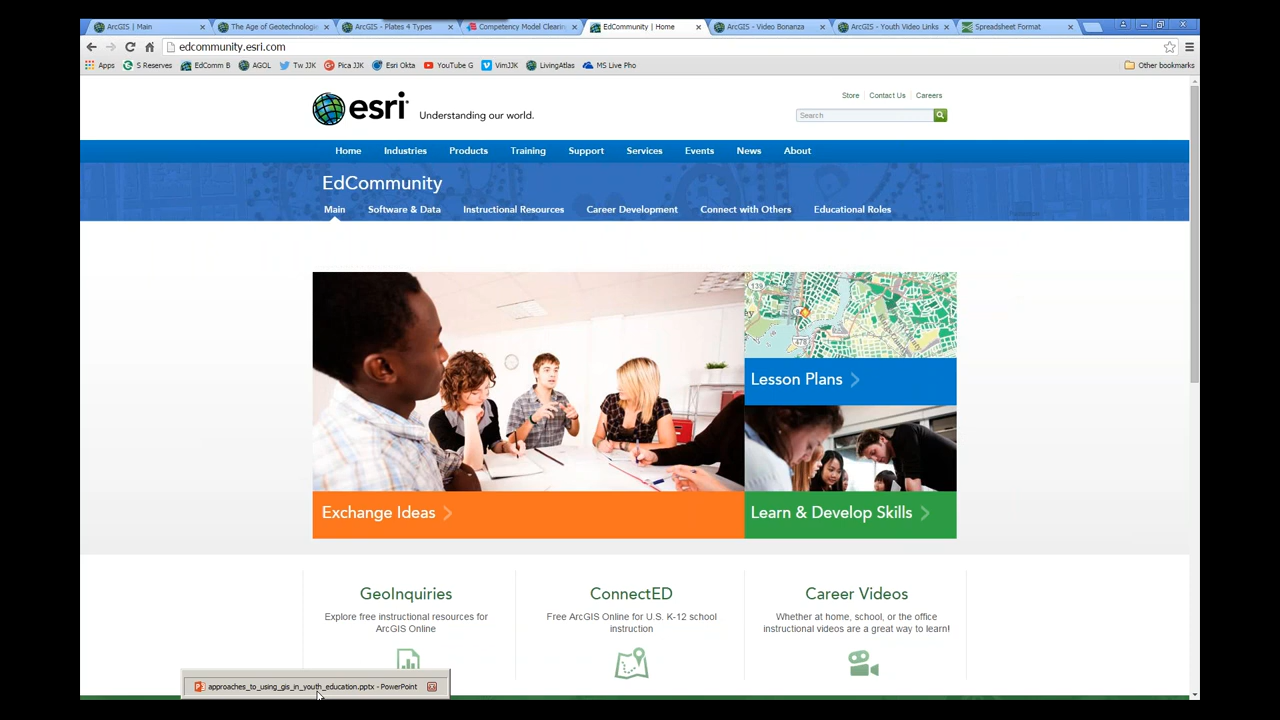 ArcGIS | Main
The Age of Geotechnologie
ArcGIS - Plates 4 Types
Competency Model Clearin
EdCommunity | Home
ArcGIS - Video Bonanza
ArcGIS - Youth Video Links
Spreadsheet Format
edcommunity.esri.com
Apps
S Reserves
EdComm B
AGOL
Tw JJK
Pica JJK
Esri Okta
YouTube G
VimJJK
LivingAtlas
MS Live Pho
Other bookmarks
esri
Understanding our world.
Store
Contact Us
Careers
Search
Home
Industries
Products
Training
Support
Services
Events
News
About
EdCommunity
Main
Software & Data
Instructional Resources
Career Development
Connect with Others
Educational Roles
139
Lesson Plans
Exchange Ideas
Learn & Develop Skills
GeoInquiries
Explore free instructional resources for
ArcGIS Online
ConnectED
Free ArcGIS Online for U.S. K-12 school
instruction
Career Videos
Whether at home, school, or the office
instructional videos are a great way to learn!
approaches_to_using_gis_in_youth_education.pptx - PowerPoint